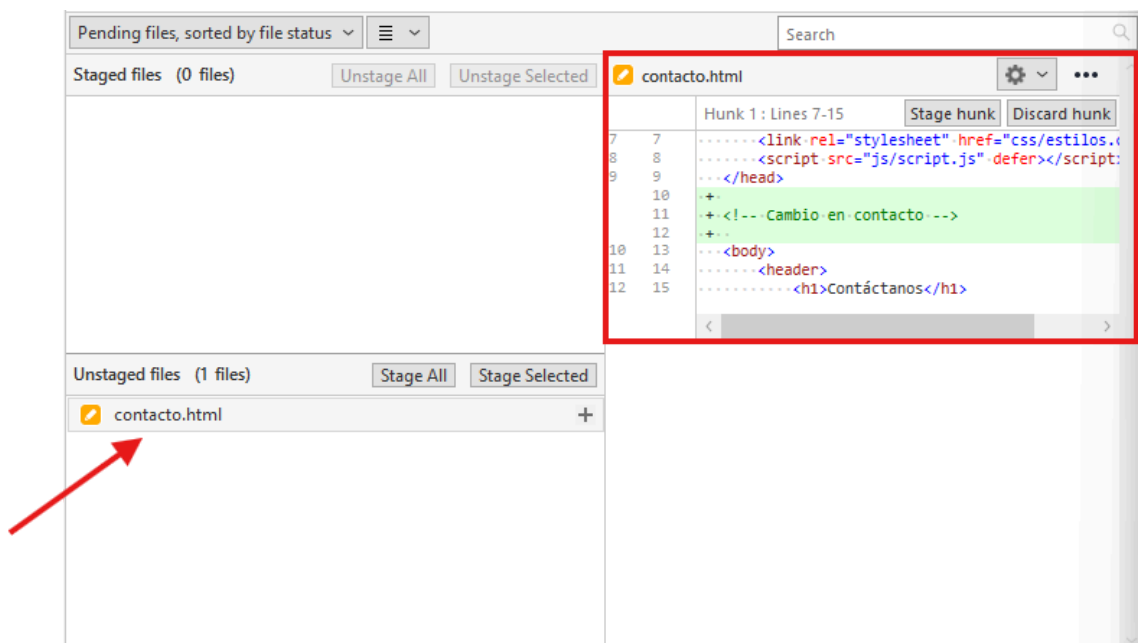 Pending files, sorted by file status
Search
Staged files (0 files)
Unstage All
Unstage Selected
contacto.html
Hunk 1 : Lines 7-15
Stage hunk
Discard hunk
7 7 <link rel="stylesheet" href="css/estilos.
8 8 <script src="js/script.js" defer></script
9 9 </head>
10 +
11 + <!-- Cambio en contacto -->
12 +
10 13 <body>
11 14 <header>
12 15 <h1>Contáctanos</h1>
Unstaged files (1 files)
Stage All
Stage Selected
contacto.html